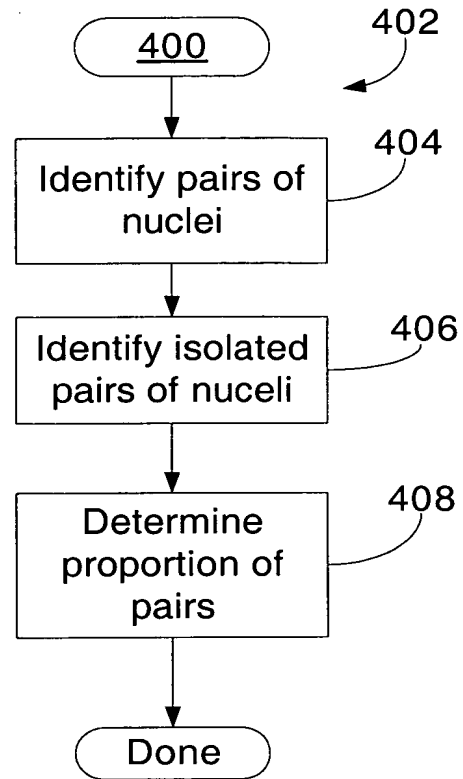 400
402
404
Identify pairs of
nuclei
406
Identify isolated
pairs of nuceli
408
Determine
proportion of
pairs
Done